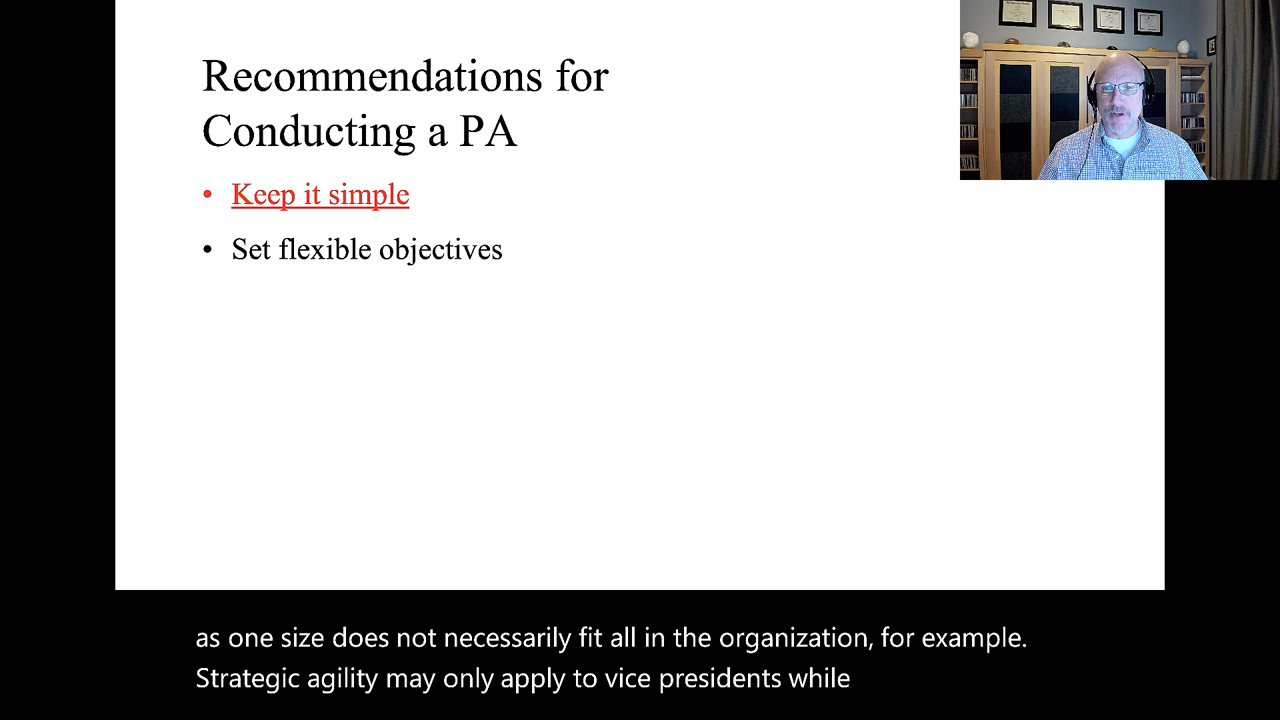 Recommendations for
Conducting a PA
• Keep it simple
• Set flexible objectives
as one size does not necessarily fit all in the organization, for example.
Strategic agility may only apply to vice presidents while